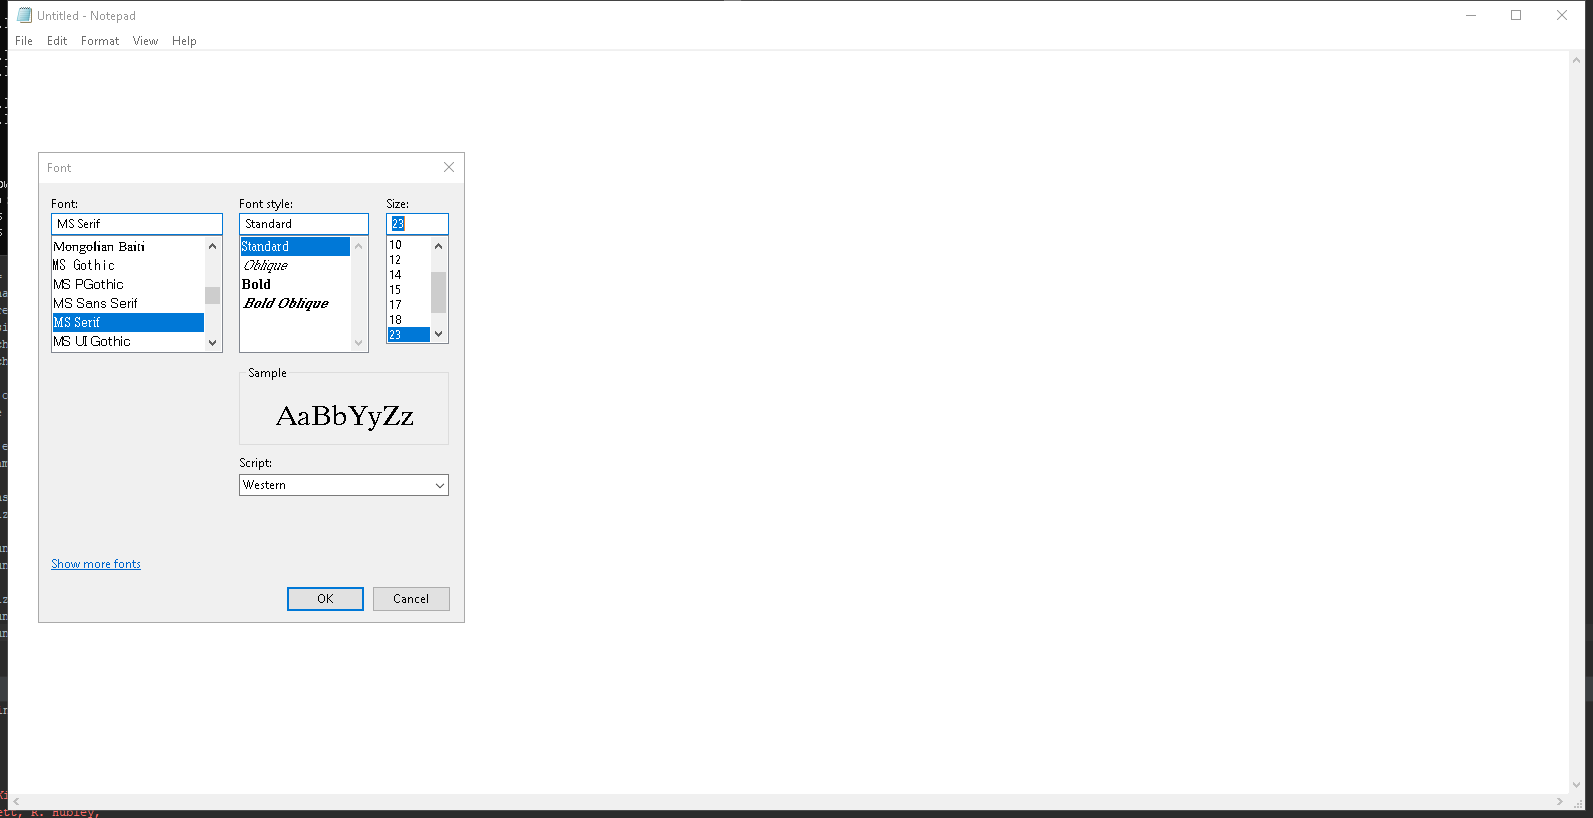 Untitled - Notepad
File Edit Format View Help
Font
Font: Font style: Size:
MS Serif Standard 23
Mongolian Baiti
MS Gothic
MS PGothic
MS Sans Serif
MS Serif
MS UI Gothic
Standard
Oblique
Bold
Bold Oblique
10
12
14
15
17
18
23
Sample
AaBbYyZz
Script:
Western
Show more fonts
OK Cancel
R. Hubley,